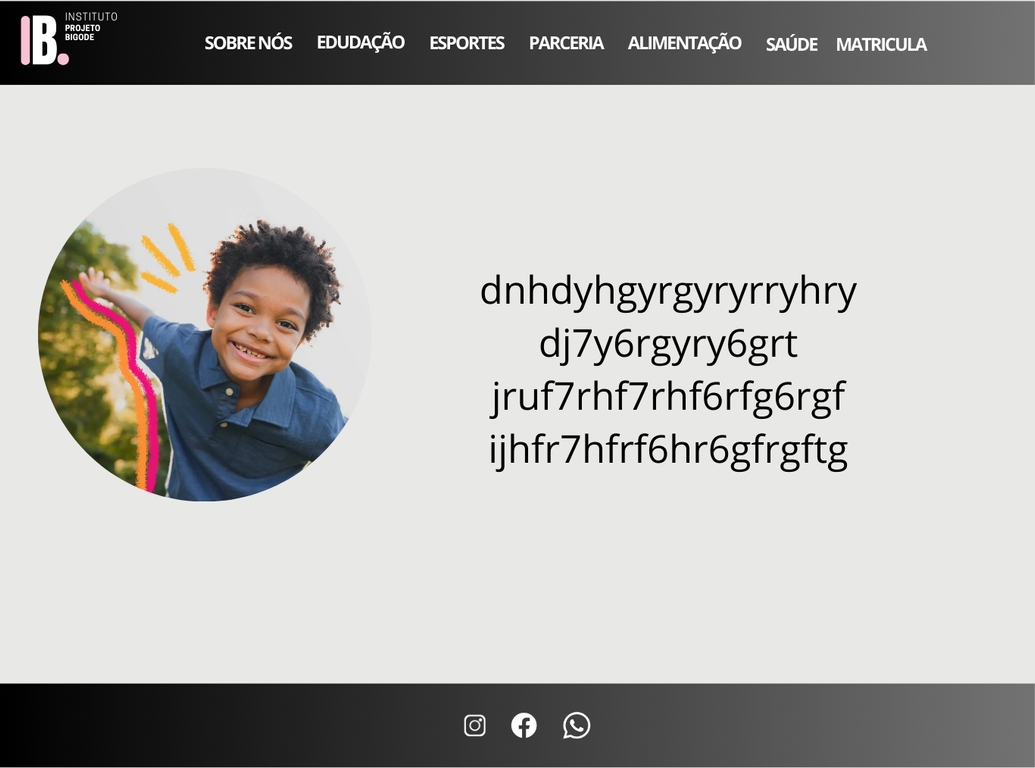 IB.
INSTITUTO
PROJETO
BIGODE
SOBRE NÓS EDUDAÇÃO ESPORTES PARCERIA ALIMENTAÇÃO SAÚDE MATRICULA
dnhdyhgyrgyryrryhry
dj7y6rgyry6grt
jruf7rhf7rhf6rfg6rgf
ijhfr7hfrf6hr6gfrgftg